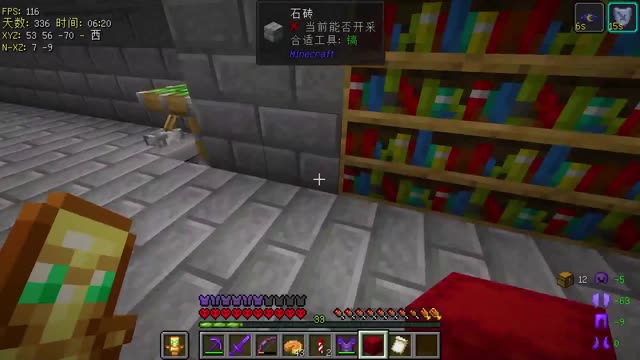 FPS: 116
天数: 336 时间: 06:20
XYZ: 53 56 -70 - 西
N-XZ: 7 -9
石砖
✕ 当前能否开采
合适工具: 镐
Minecraft
6s
15s
12
-5
-63
-9
0
33
43
2